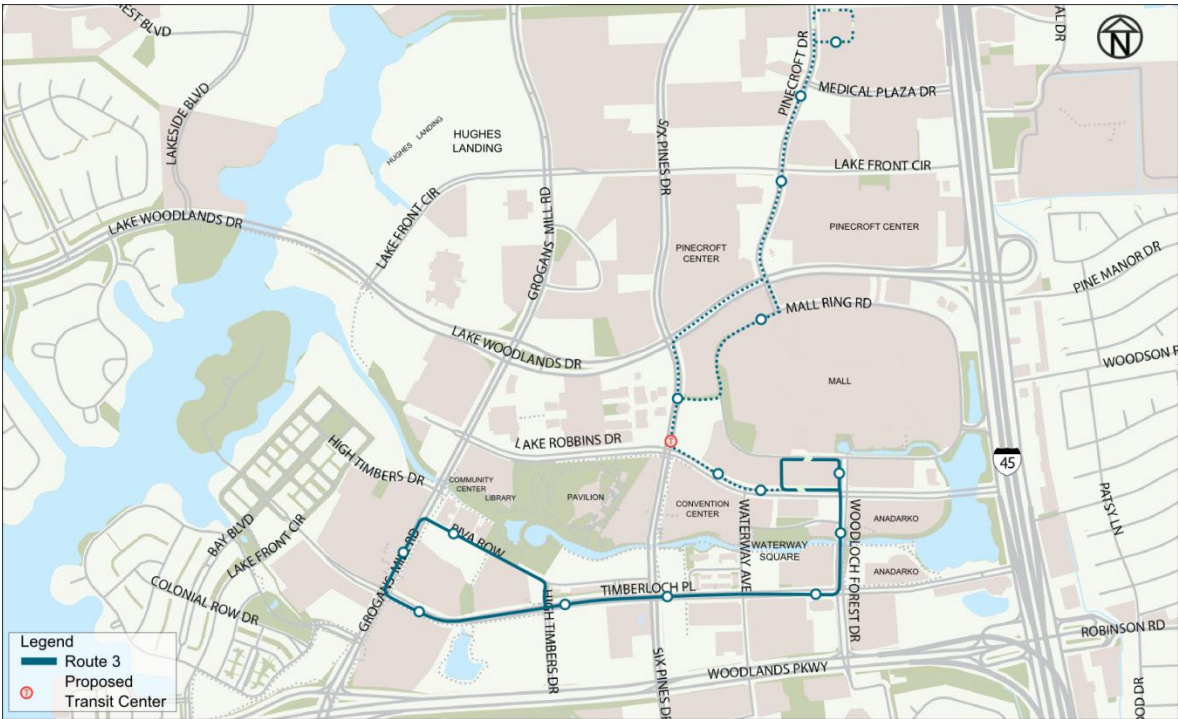 REST BLVD
LAKESIDE BLVD
HUGHES LANDING
HUGHES
LANDING
LAKE FRONT CIR
GROGANS MILL RD
SIX PINES DR
PINECROFT DR
MEDICAL PLAZA DR
AL DR
N
LAKE FRONT CIR
LAKE WOODLANDS DR
PINECROFT
CENTER
PINECROFT CENTER
PINE MANOR DR
MALL RING RD
LAKE WOODLANDS DR
WOODSON R
MALL
LAKE ROBBINS DR
T
45
HIGH TIMBERS DR
COMMUNITY
CENTER
LIBRARY
PAVILION
CONVENTION
CENTER
WATERWAY AVE
WATERWAY
SQUARE
WOODLOCH FOREST DR
ANADARKO
ANADARKO
PATSY LN
BAY BLVD
LAKE FRONT CIR
COLONIAL ROW DR
GROGANS MILL RD
RIVA ROW
HIGH TIMBERS DR
TIMBERLOCH PL
SIX PINES DR
WOODLANDS PKWY
ROBINSON RD
OD DR
Legend
Route 3
T
Proposed
Transit Center